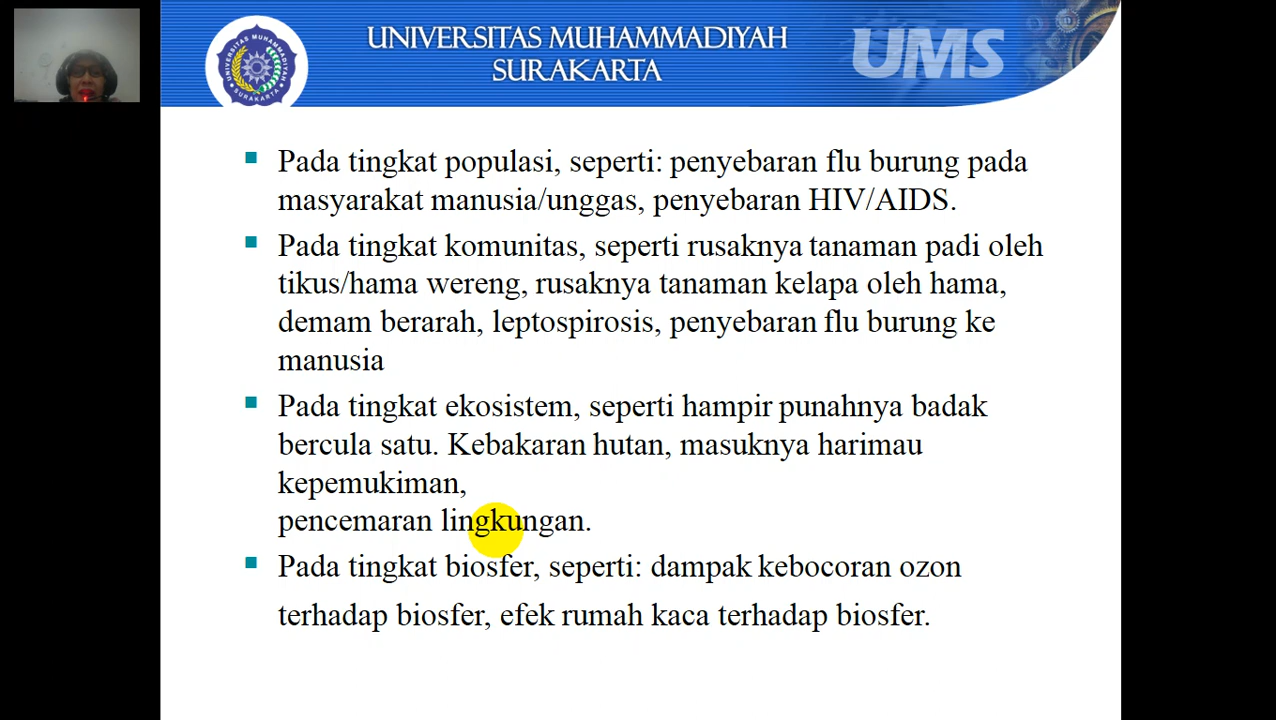 UNIVERSITAS MUHAMMADIYAH
SURAKARTA
UMS
UNIVERSITAS MUHAMMADIYAH
SURAKARTA
Pada tingkat populasi, seperti: penyebaran flu burung pada
masyarakat manusia/unggas, penyebaran HIV/AIDS.
Pada tingkat komunitas, seperti rusaknya tanaman padi oleh
tikus/hama wereng, rusaknya tanaman kelapa oleh hama,
demam berarah, leptospirosis, penyebaran flu burung ke
manusia
Pada tingkat ekosistem, seperti hampir punahnya badak
bercula satu. Kebakaran hutan, masuknya harimau
kepemukiman,
pencemaran lingkungan.
Pada tingkat biosfer, seperti: dampak kebocoran ozon
terhadap biosfer, efek rumah kaca terhadap biosfer.